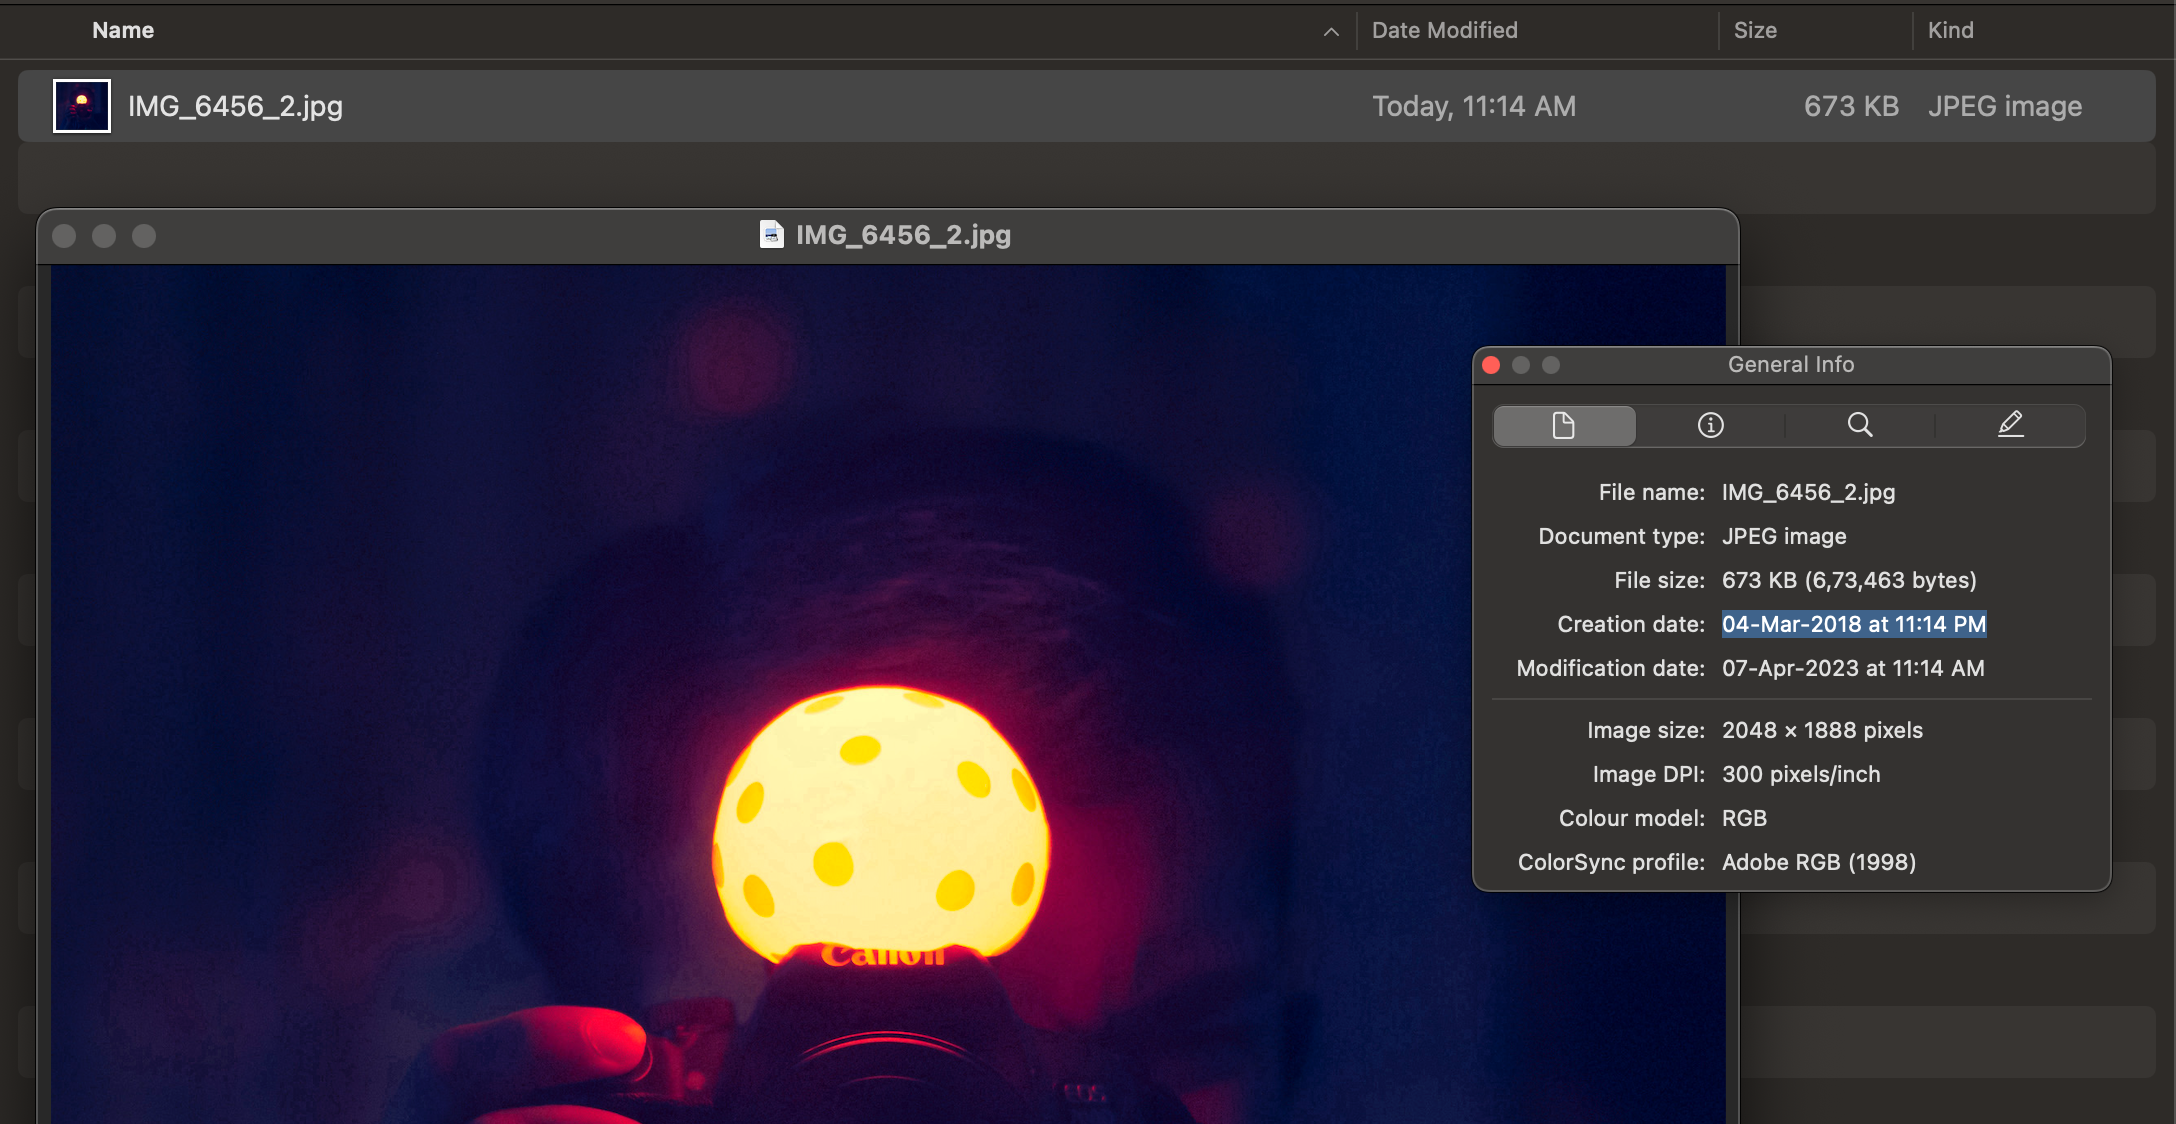 Name Date Modified Size Kind
IMG_6456_2.jpg Today, 11:14 AM 673 KB JPEG image
IMG_6456_2.jpg
General Info
File name: IMG_6456_2.jpg
Document type: JPEG image
File size: 673 KB (6,73,463 bytes)
Creation date: 04-Mar-2018 at 11:14 PM
Modification date: 07-Apr-2023 at 11:14 AM
Image size: 2048 × 1888 pixels
Image DPI: 300 pixels/inch
Colour model: RGB
ColorSync profile: Adobe RGB (1998)
Canon